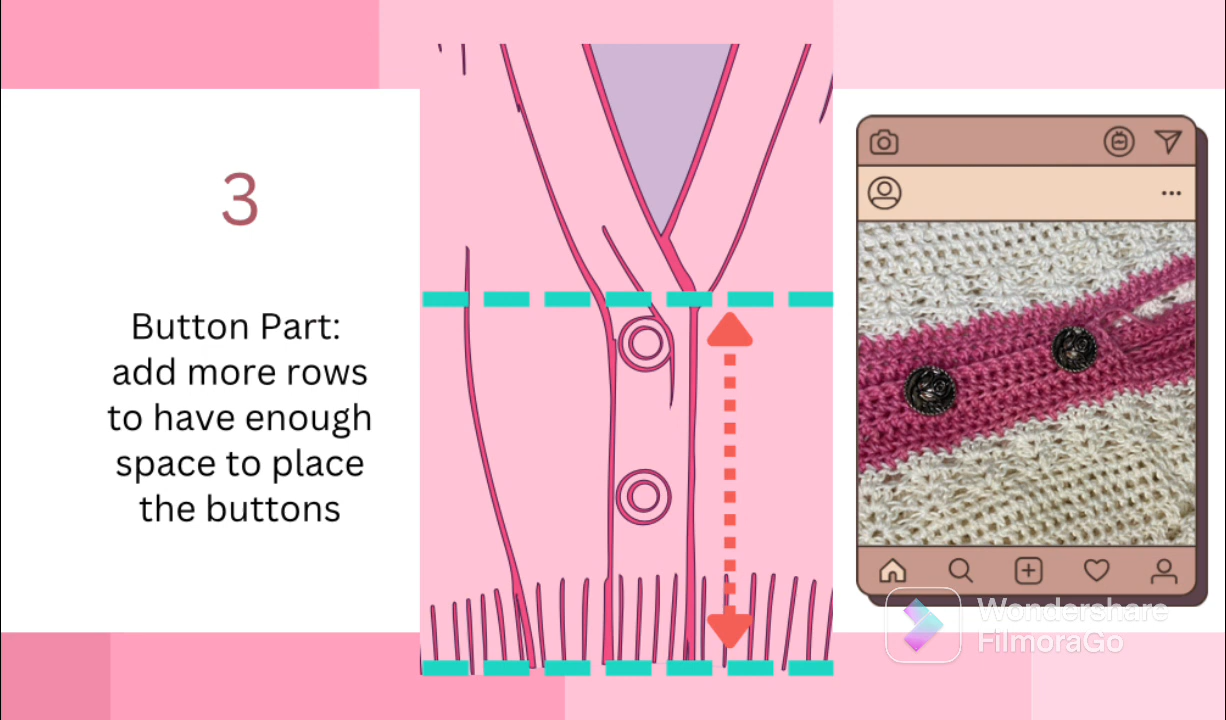 3
Button Part:
add more rows
to have enough
space to place
the buttons
Wondershare
FilmoraGo